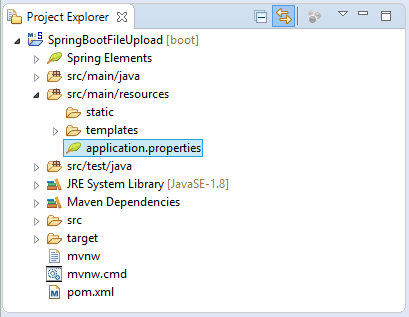 Project Explorer
SpringBootFileUpload [boot]
Spring Elements
src/main/java
src/main/resources
static
templates
application.properties
src/test/java
JRE System Library [JavaSE-1.8]
Maven Dependencies
src
target
mvnw
mvnw.cmd
pom.xml